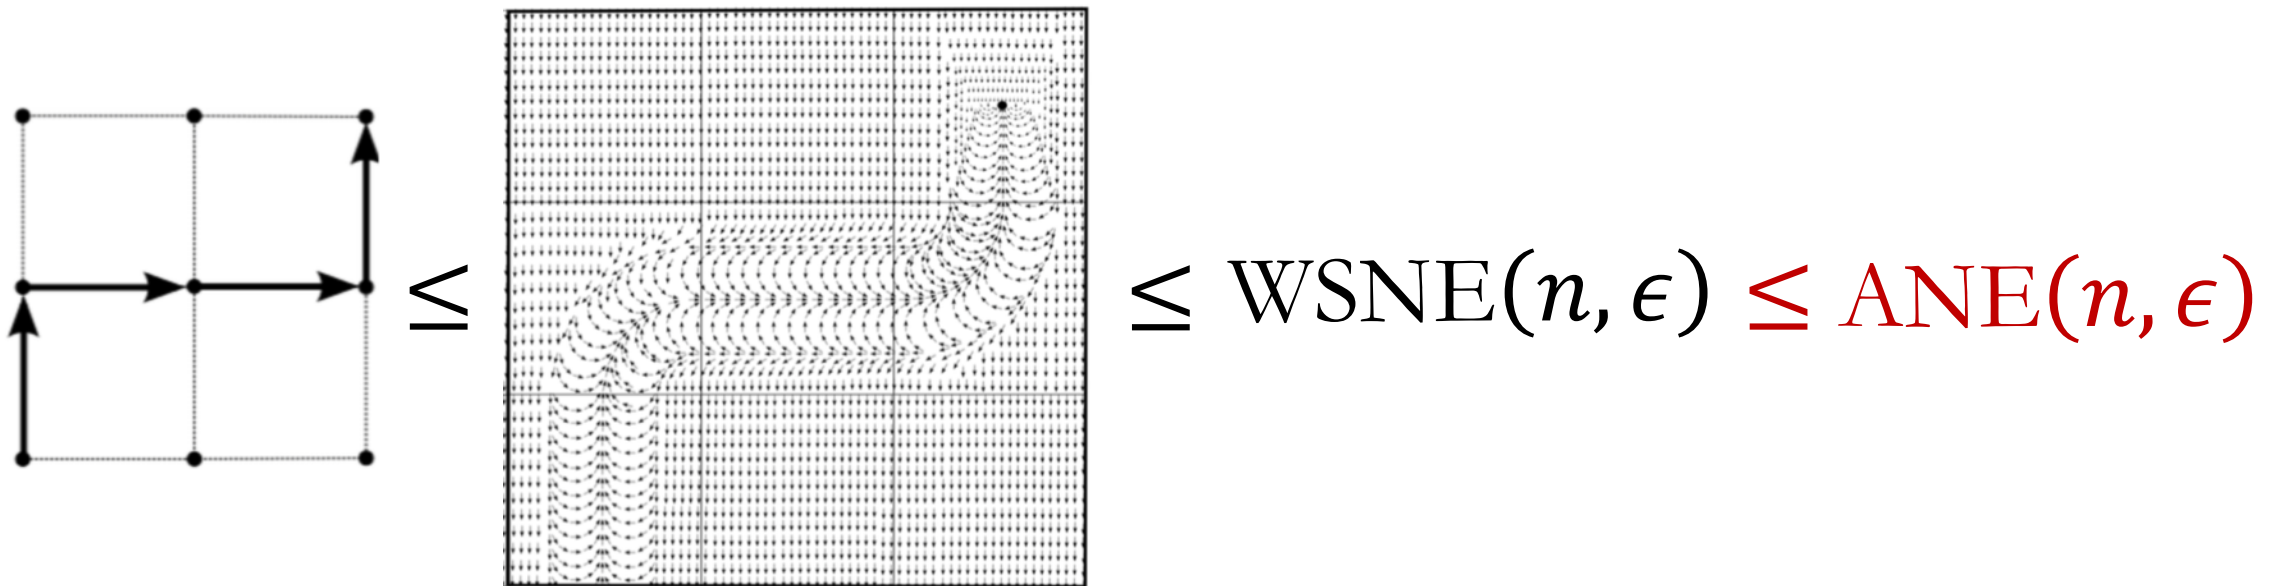 ≤ ≤ WSNE(n, ϵ) ≤ ANE(n, ϵ)